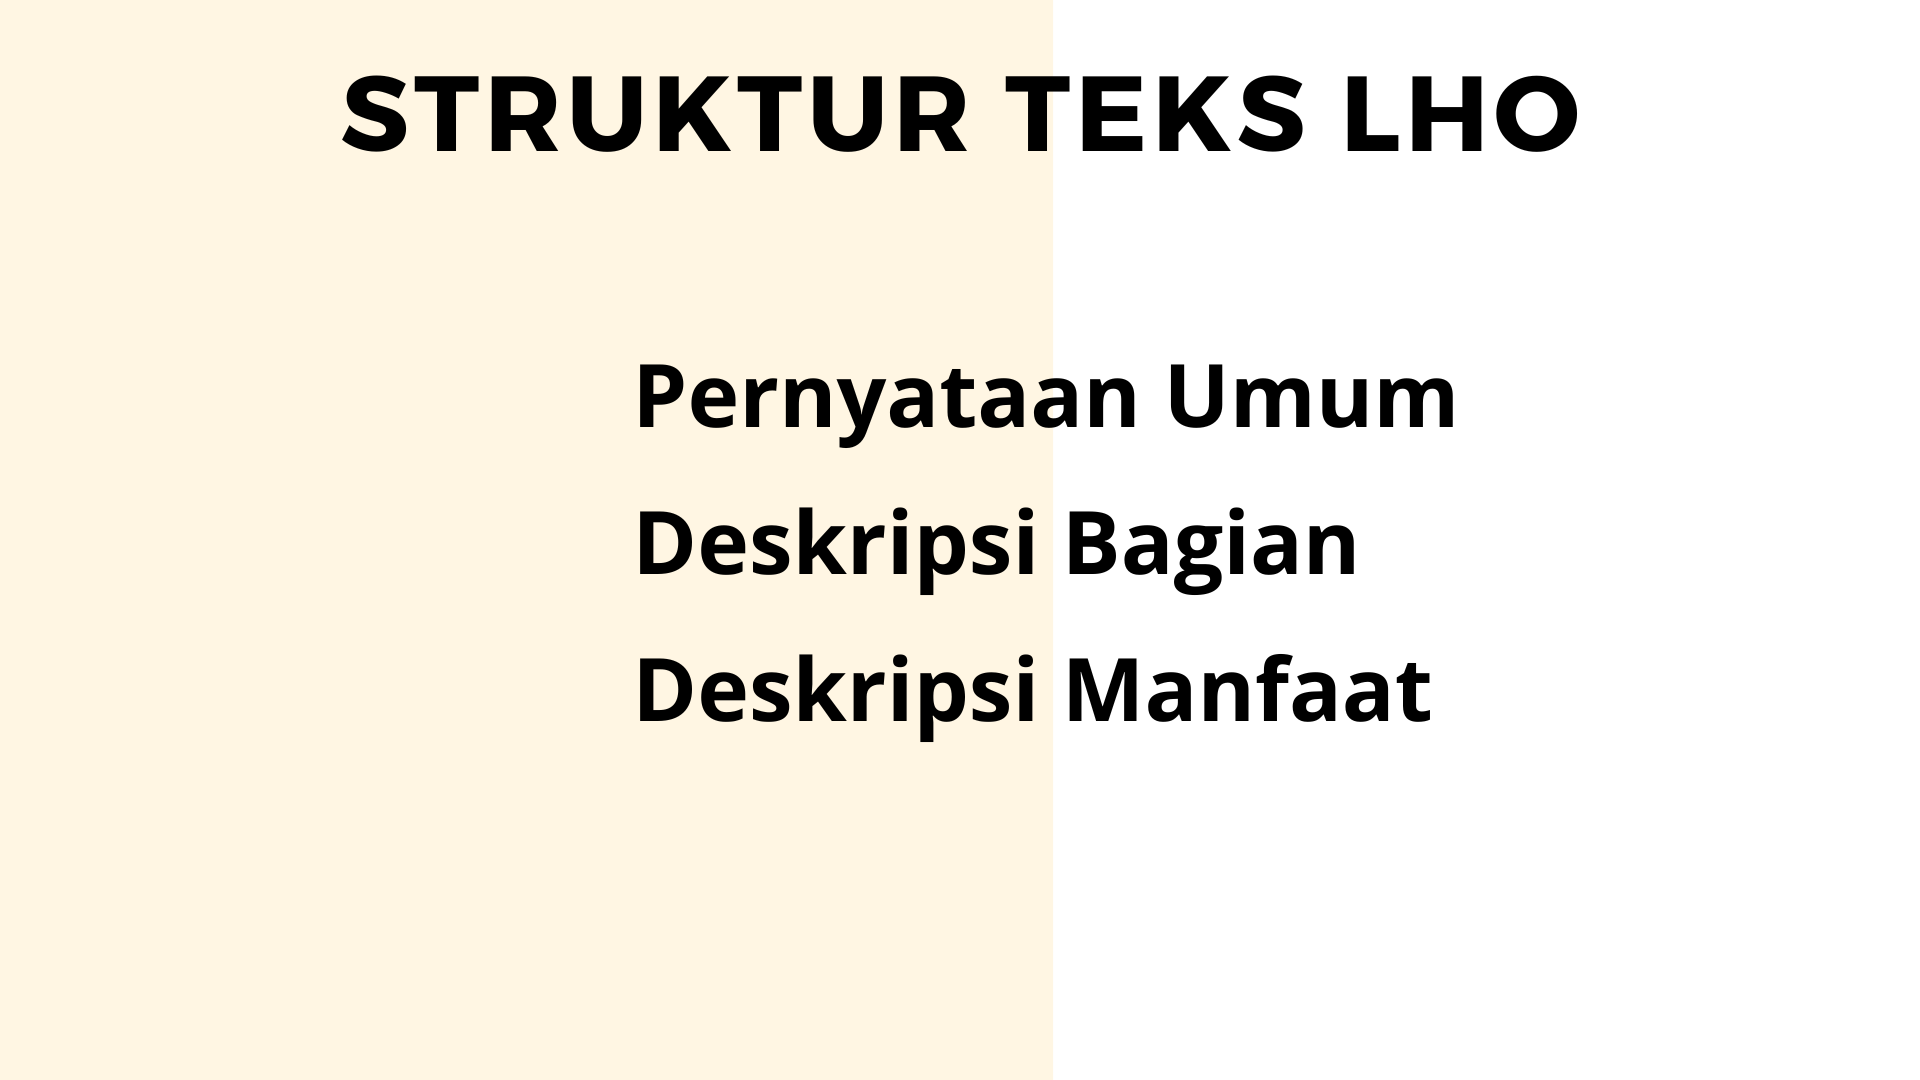 STRUKTUR TEKS LHO
Pernyataan Umum
Deskripsi Bagian
Deskripsi Manfaat